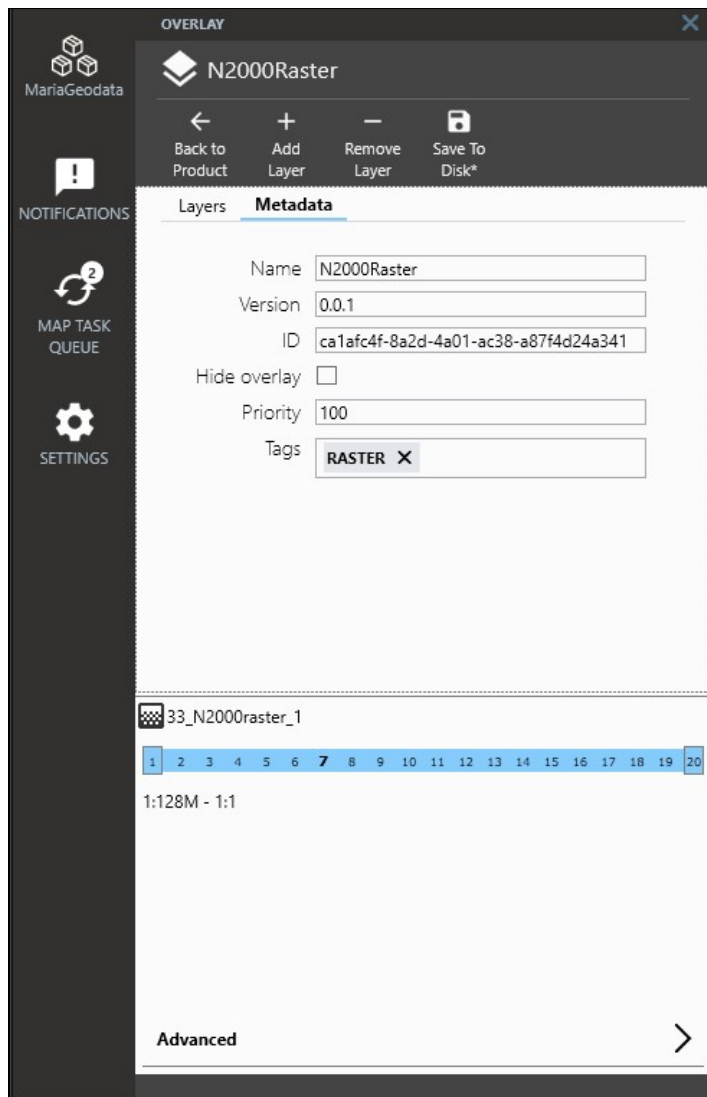 OVERLAY
MariaGeodata
N2000Raster
Back to Product
Add Layer
Remove Layer
Save To Disk*
!
NOTIFICATIONS
Layers Metadata
Name N2000Raster
Version 0.0.1
2
MAP TASK QUEUE
ID ca1afc4f-8a2d-4a01-ac38-a87f4d24a341
Hide overlay
Priority 100
SETTINGS
Tags RASTER X
33_N2000raster_1
1 2 3 4 5 6 7 8 9 10 11 12 13 14 15 16 17 18 19 20
1:128M - 1:1
Advanced